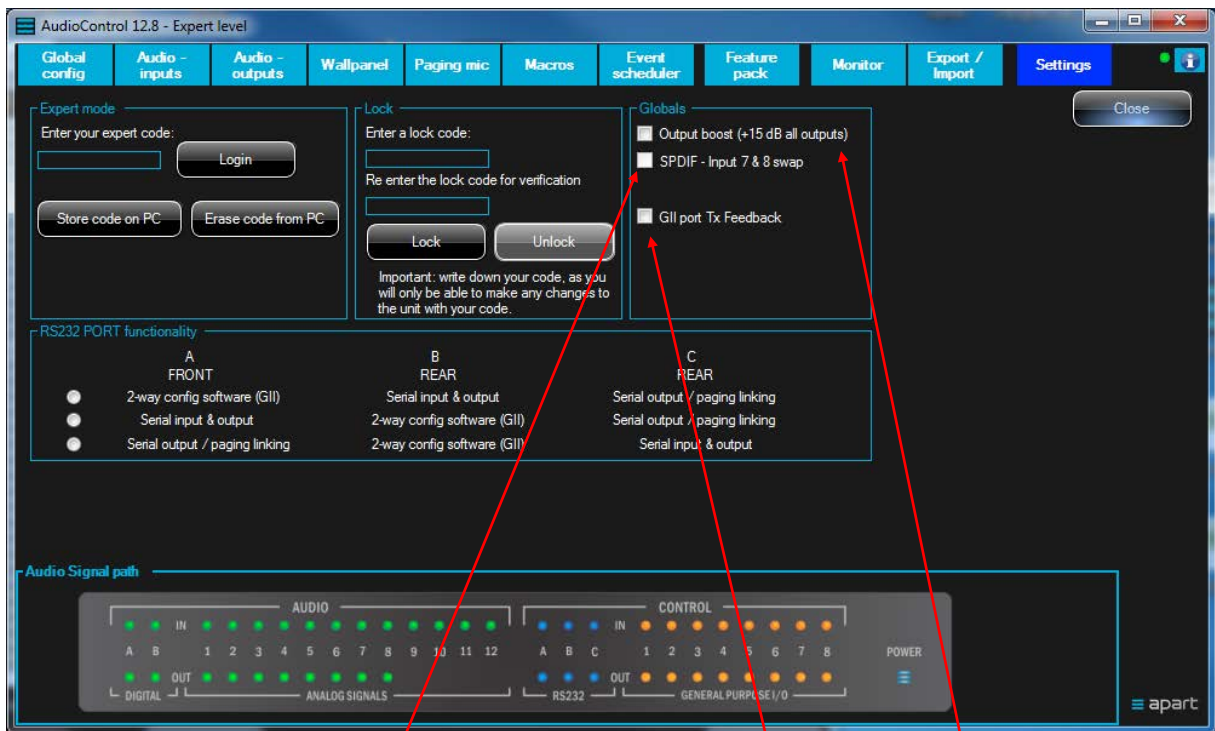 AudioControl 12.8 - Expert level
Global config
Audio - inputs
Audio - outputs
Wallpanel
Paging mic
Macros
Event scheduler
Feature pack
Monitor
Export / Import
Settings
Close
Expert mode
Enter your expert code:
Login
Store code on PC
Erase code from PC
Lock
Enter a lock code:
Re enter the lock code for verification
Lock
Unlock
Important: write down your code, as you
will only be able to make any changes to
the unit with your code.
Globals
Output boost (+15 dB all outputs)
SPDIF - Input 7 & 8 swap
GII port Tx Feedback
RS232 PORT functionality
A B C
FRONT REAR REAR
2-way config software (GII) Serial input & output Serial output / paging linking
Serial input & output 2-way config software (GII) Serial output / paging linking
Serial output / paging linking 2-way config software (GII) Serial input & output
Audio Signal path
AUDIO CONTROL
IN IN
A B 1 2 3 4 5 6 7 8 9 10 11 12 A B C 1 2 3 4 5 6 7 8 POWER
OUT OUT
DIGITAL ANALOG SIGNALS RS232 GENERAL PURPOSE I/O
apart